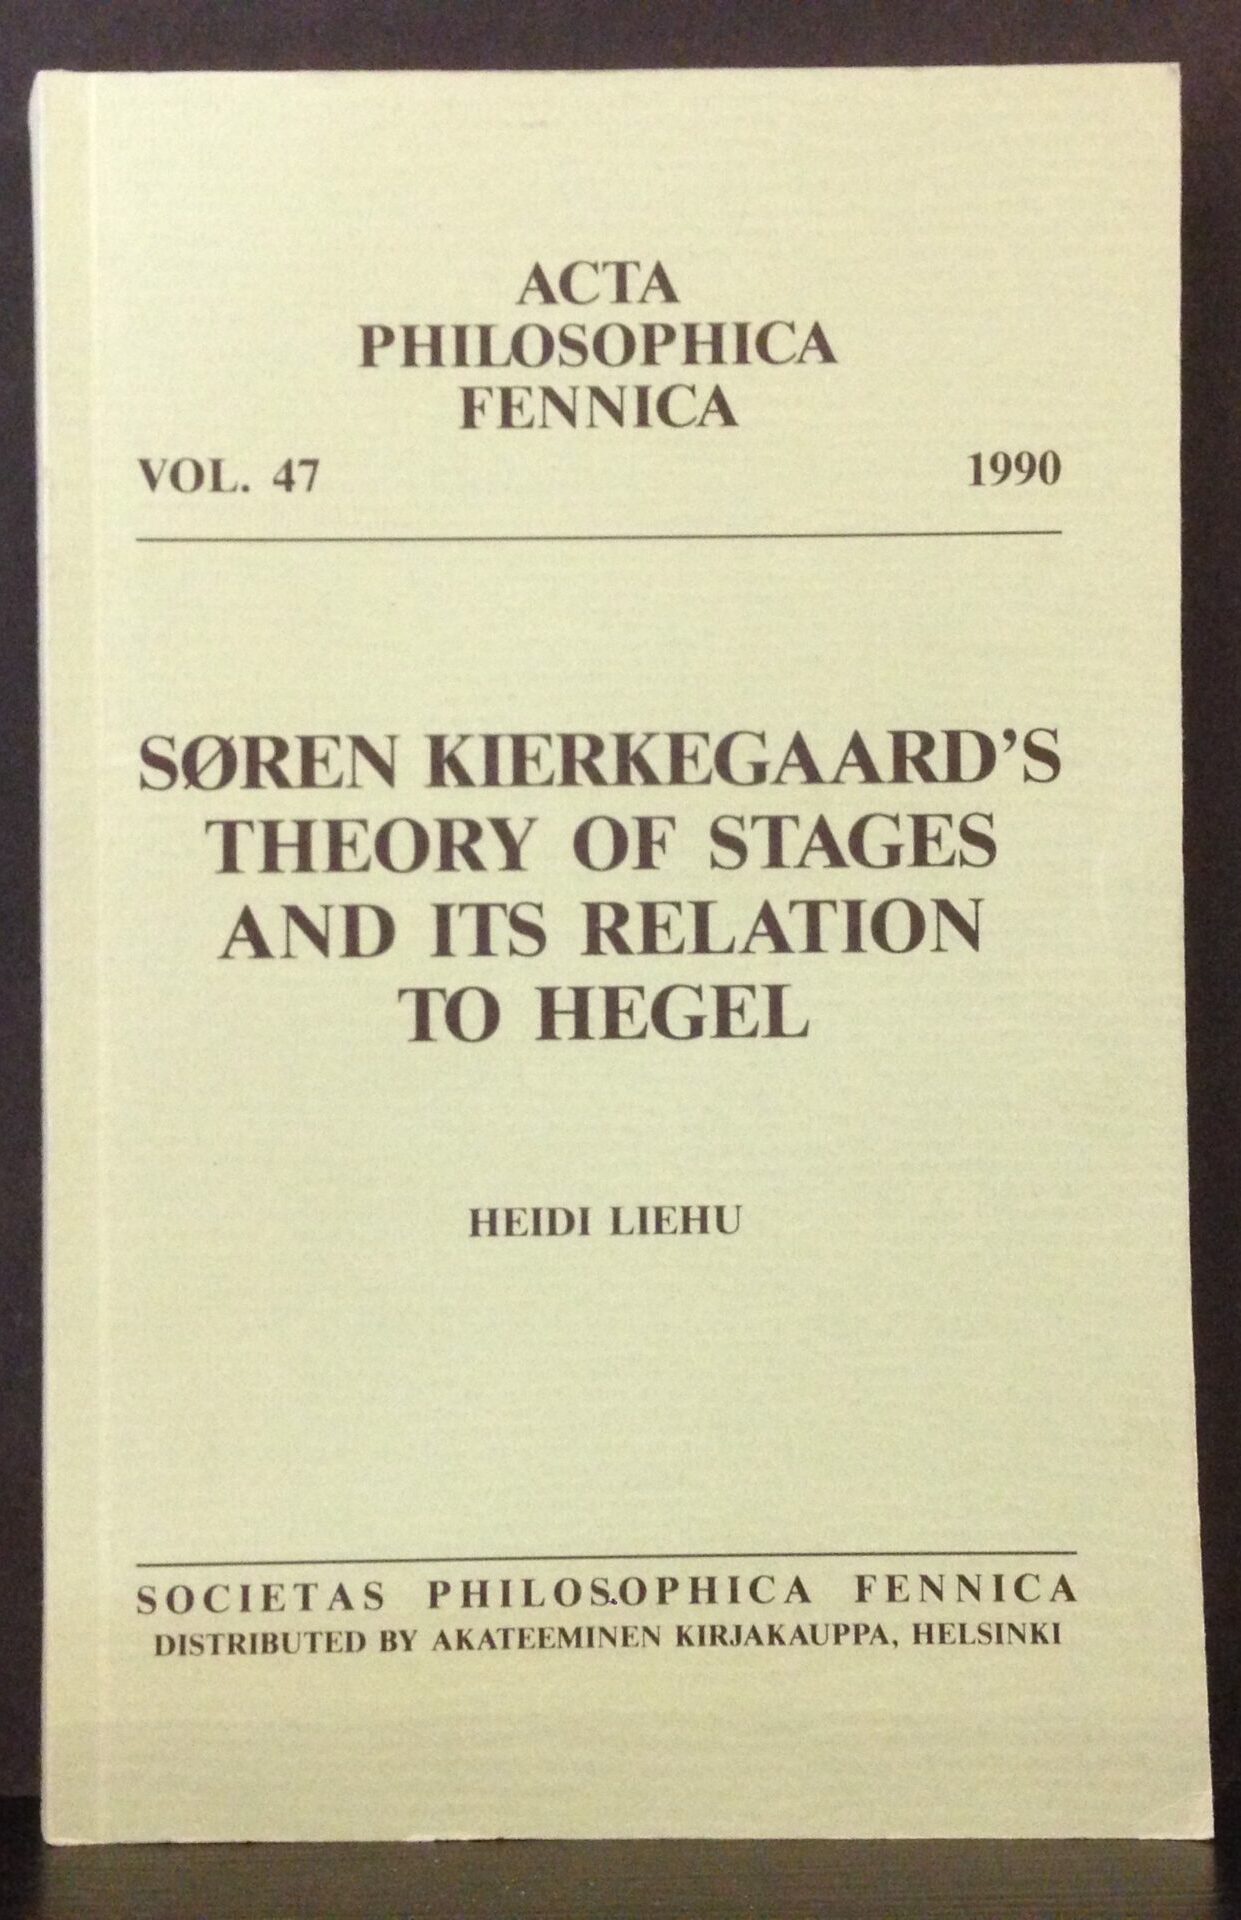 ACTA
PHILOSOPHICA
FENNICA
VOL. 47 1990
SØREN KIERKEGAARD’S
THEORY OF STAGES
AND ITS RELATION
TO HEGEL
HEIDI LIEHU
SOCIETAS PHILOSOPHICA FENNICA
DISTRIBUTED BY AKATEEMINEN KIRJAKAUPPA, HELSINKI